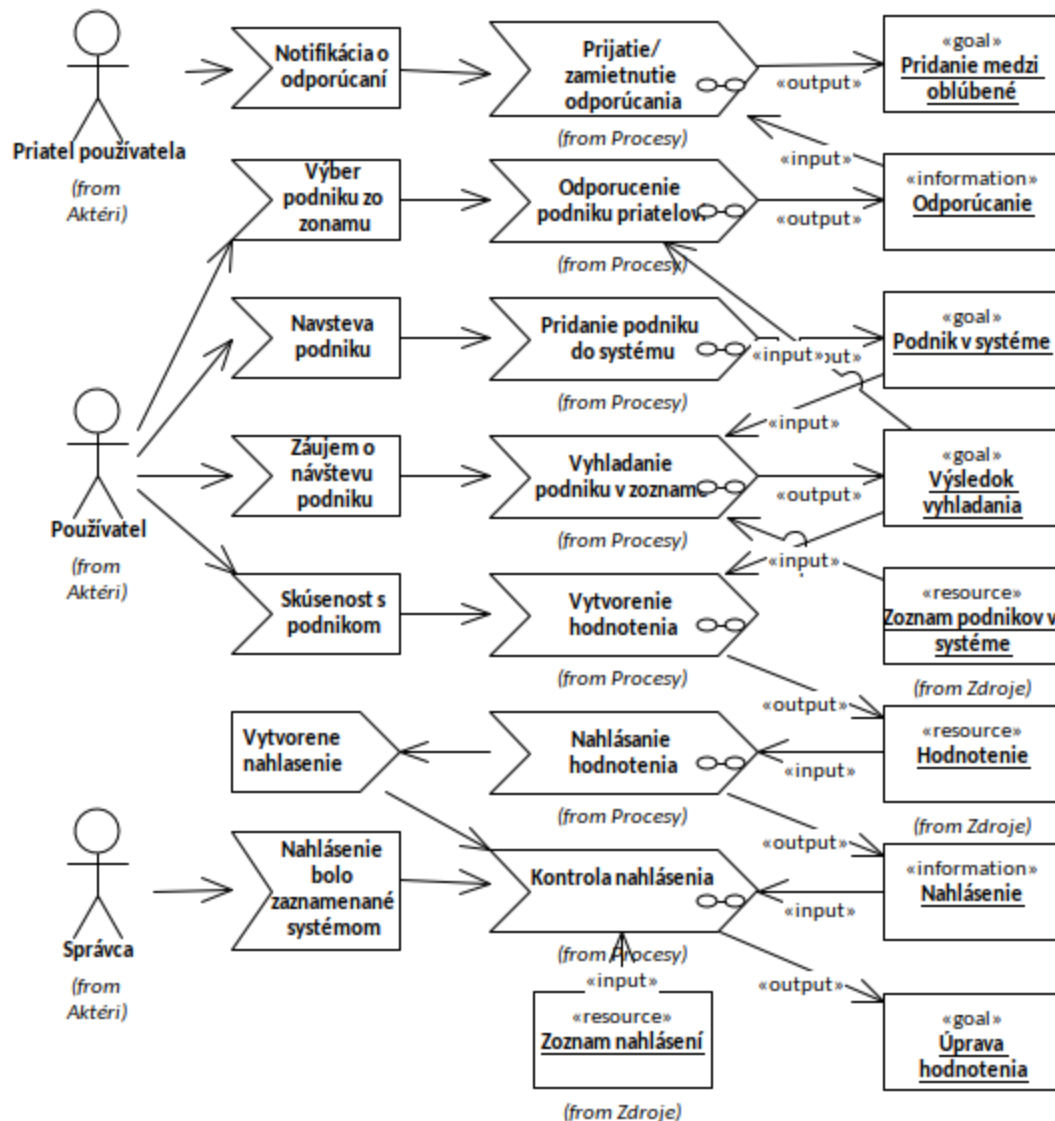 Notifikácia o
odporúcaní
Prijatie/
zamietnutie
odporúcania
(from Procesy)
«output»
«goal»
Pridanie medzi
oblúbené
Priatel používatela
(from
Aktéri)
«input»
Výber
podniku zo
zonamu
Odporucenie
podniku priatelovi
(from Procesy)
«output»
«information»
Odporúcanie
Navsteva
podniku
Pridanie podniku
do systému
(from Procesy)
«input»
«goal»
Podnik v systéme
«input»
Používatel
(from
Aktéri)
Záujem o
návštevu
podniku
Vyhladanie
podniku v zozname
(from Procesy)
«output»
«goal»
Výsledok
vyhladania
«input»
Skúsenost s
podnikom
Vytvorenie
hodnotenia
(from Procesy)
«resource»
Zoznam podnikov v
systéme
(from Zdroje)
«output»
Vytvorene
nahlasenie
Nahlásanie
hodnotenia
(from Procesy)
«input»
«resource»
Hodnotenie
(from Zdroje)
«output»
Správca
(from
Aktéri)
Nahlásenie
bolo
zaznamenané
systémom
Kontrola nahlásenia
(from Procesy)
«input»
«information»
Nahlásenie
«input»
«resource»
Zoznam nahlásení
(from Zdroje)
«output»
«goal»
Úprava
hodnotenia